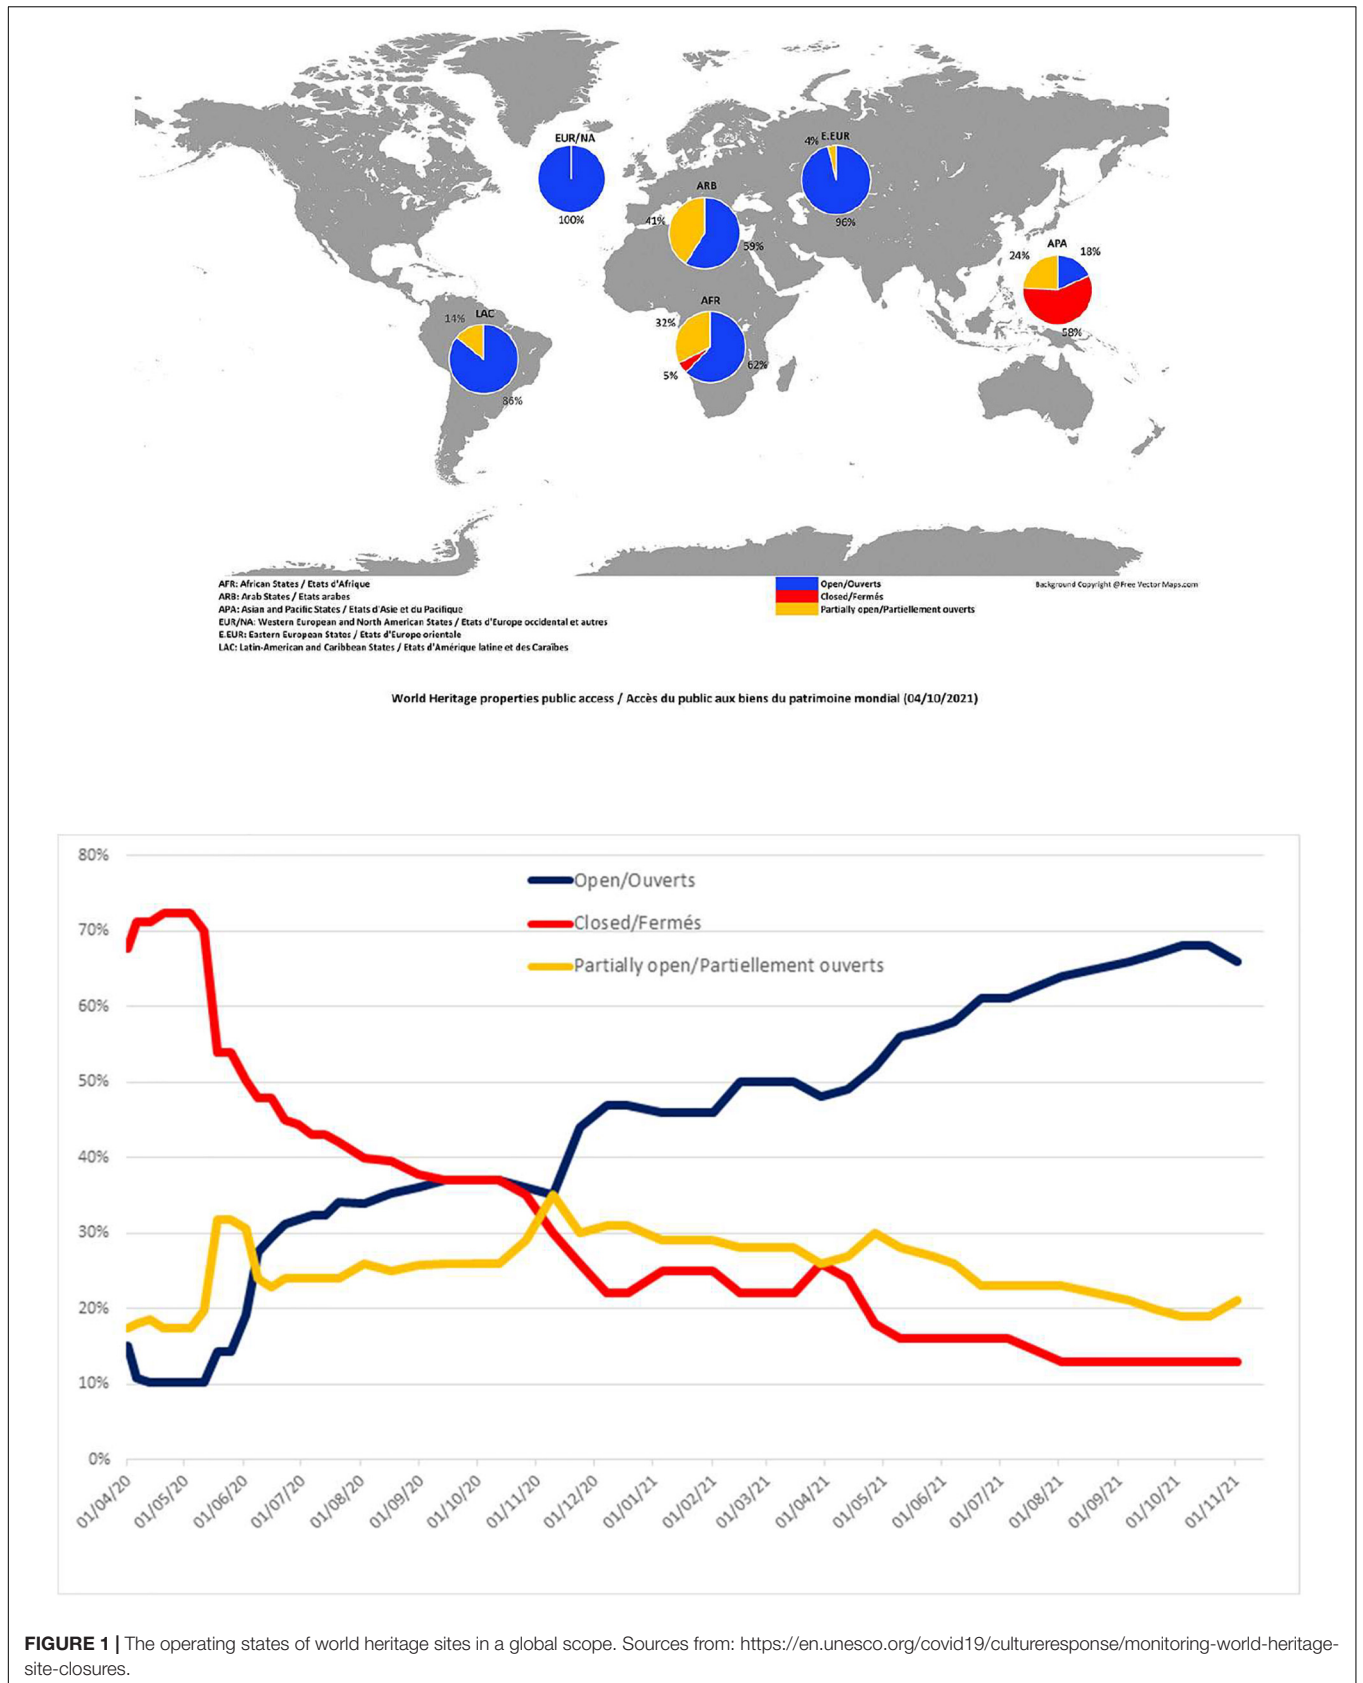 EUR/NA
100%
4%
E.EUR
96%
ARB
41%
59%
APA
24%
18%
58%
AFR
32%
5%
62%
LAC
14%
86%
AFR: African States / Etats d'Afrique
ARB: Arab States / Etats arabes
APA: Asian and Pacific States / Etats d'Asie et du Pacifique
EUR/NA: Western European and North American States / Etats d'Europe occidental et autres
E.EUR: Eastern European States / Etats d'Europe orientale
LAC: Latin-American and Caribbean States / Etats d'Amérique latine et des Caraïbes
Open/Ouverts
Closed/Fermés
Partially open/Partiellement ouverts
Background Copyright @Free Vector Maps.com
World Heritage properties public access / Accès du public aux biens du patrimoine mondial (04/10/2021)
80%
70%
60%
50%
40%
30%
20%
10%
0%
Open/Ouverts
Closed/Fermés
Partially open/Partiellement ouverts
01/04/20
01/05/20
01/06/20
01/07/20
01/08/20
01/09/20
01/10/20
01/11/20
01/12/20
01/01/21
01/02/21
01/03/21
01/04/21
01/05/21
01/06/21
01/07/21
01/08/21
01/09/21
01/10/21
01/11/21
FIGURE 1 | The operating states of world heritage sites in a global scope. Sources from: https://en.unesco.org/covid19/cultureresponse/monitoring-world-heritage-
site-closures.